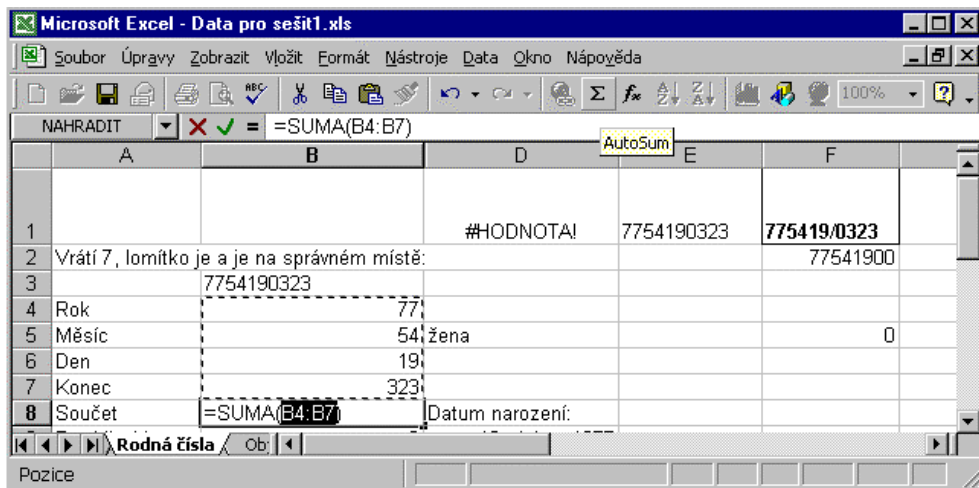 Microsoft Excel - Data pro sešit1.xls
Soubor Úpravy Zobrazit Vložit Formát Nástroje Data Okno Nápověda
ABC Σ fx A Z Z A 100% ?
NAHRADIT = =SUMA(B4:B7)
AutoSum
A B D E F
1 #HODNOTA! 7754190323 775419/0323
2 Vrátí 7, lomítko je a je na správném místě: 77541900
3 7754190323
4 Rok 77
5 Měsíc 54 žena 0
6 Den 19
7 Konec 323
8 Součet =SUMA(B4:B7) Datum narození:
Rodná čísla Ob
Pozice